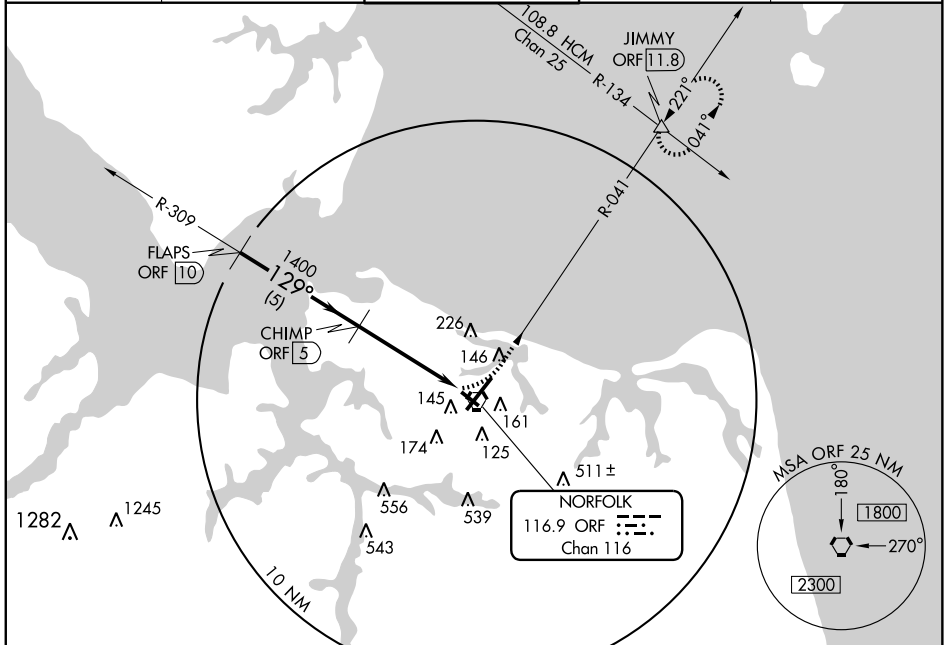 108.8 HCM
Chan 25
R-134
JIMMY
ORF 11.8
221°
041°
R-041
R-309
FLAPS
ORF 10
1400
129°
(5)
CHIMP
ORF 5
226
146
145
161
174
125
511±
556
539
543
1282
1245
NORFOLK
116.9 ORF
Chan 116
10 NM
MSA ORF 25 NM
180°
1800
270°
2300